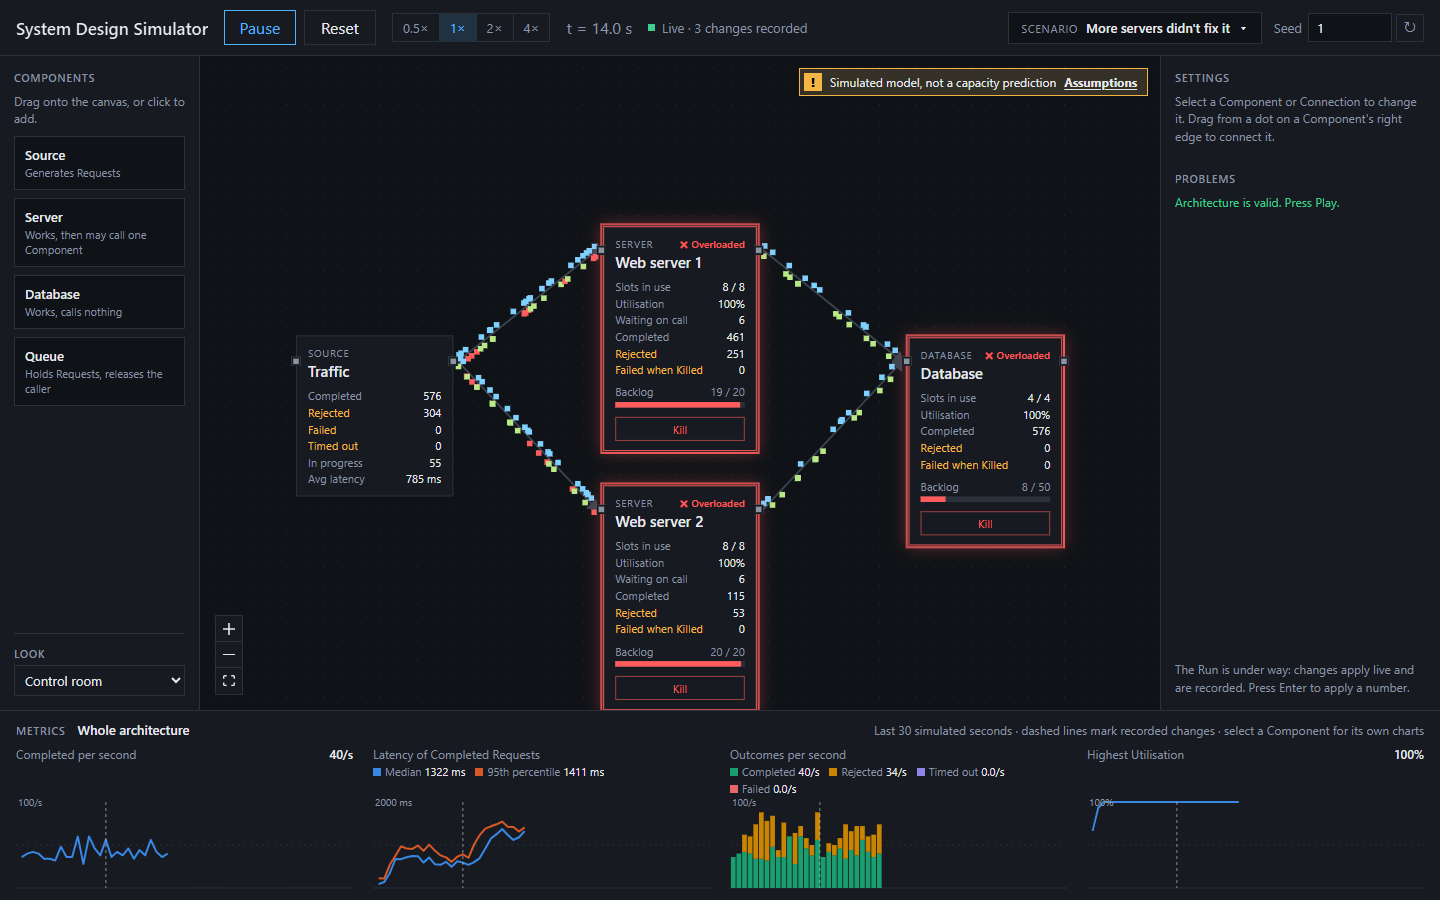 System Design Simulator
Pause
Reset
0.5×
1×
2×
4×
t = 14.0 s
Live · 3 changes recorded
SCENARIO More servers didn't fix it
Seed
1
COMPONENTS
Drag onto the canvas, or click to
add.
Source
Generates Requests
Server
Works, then may call one
Component
Database
Works, calls nothing
Queue
Holds Requests, releases the
caller
LOOK
Control room
! Simulated model, not a capacity prediction Assumptions
SOURCE
Traffic
Completed 576
Rejected 304
Failed 0
Timed out 0
In progress 55
Avg latency 785 ms
SERVER Overloaded
Web server 1
Slots in use 8 / 8
Utilisation 100%
Waiting on call 6
Completed 461
Rejected 251
Failed when Killed 0
Backlog 19 / 20
Kill
SERVER Overloaded
Web server 2
Slots in use 8 / 8
Utilisation 100%
Waiting on call 6
Completed 115
Rejected 53
Failed when Killed 0
Backlog 20 / 20
Kill
DATABASE Overloaded
Database
Slots in use 4 / 4
Utilisation 100%
Completed 576
Rejected 0
Failed when Killed 0
Backlog 8 / 50
Kill
SETTINGS
Select a Component or Connection to change
it. Drag from a dot on a Component's right
edge to connect it.
PROBLEMS
Architecture is valid. Press Play.
The Run is under way: changes apply live and
are recorded. Press Enter to apply a number.
METRICS Whole architecture
Last 30 simulated seconds · dashed lines mark recorded changes · select a Component for its own charts
Completed per second 40/s
100/s
Latency of Completed Requests
Median 1322 ms 95th percentile 1411 ms
2000 ms
Outcomes per second
Completed 40/s Rejected 34/s Timed out 0.0/s
Failed 0.0/s
100/s
Highest Utilisation 100%
100%